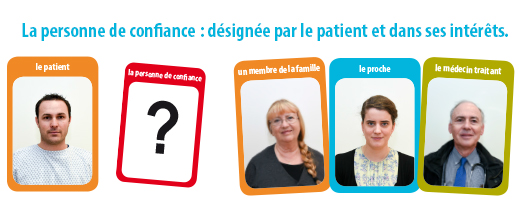 La personne de confiance : désignée par le patient et dans ses intérêts.
le patient
la personne de confiance
?
un membre de la famille
le proche
le médecin traitant